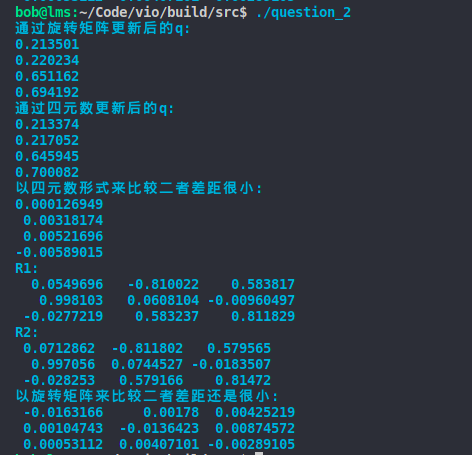 bob@lms:~/Code/vio/build/src$ ./question_2
通过旋转矩阵更新后的q:
0.213501
0.220234
0.651162
0.694192
通过四元数更新后的q:
0.213374
0.217052
0.645945
0.700082
以四元数形式来比较二者差距很小:
0.000126949
0.00318174
0.00521696
-0.00589015
R1:
0.0549696 -0.810022 0.583817
0.998103 0.0608104 -0.00960497
-0.0277219 0.583237 0.811829
R2:
0.0712862 -0.811802 0.579565
0.997056 0.0744527 -0.0183507
-0.028253 0.579166 0.81472
以旋转矩阵来比较二者差距还是很小:
-0.0163166 0.00178 0.00425219
0.00104743 -0.0136423 0.00874572
0.00053112 0.00407101 -0.00289105